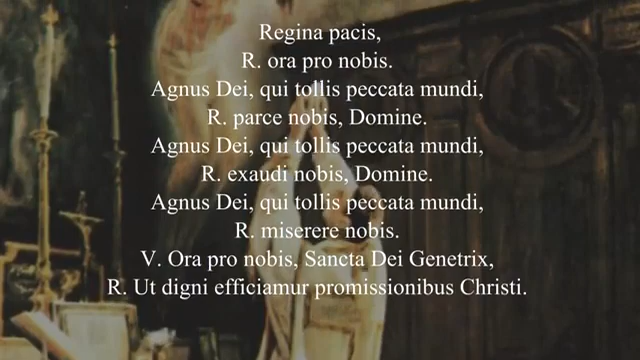 Regina pacis,
R. ora pro nobis.
Agnus Dei, qui tollis peccata mundi,
R. parce nobis, Domine.
Agnus Dei, qui tollis peccata mundi,
R. exaudi nobis, Domine.
Agnus Dei, qui tollis peccata mundi,
R. miserere nobis.
V. Ora pro nobis, Sancta Dei Genetrix,
R. Ut digni efficiamur promissionibus Christi.